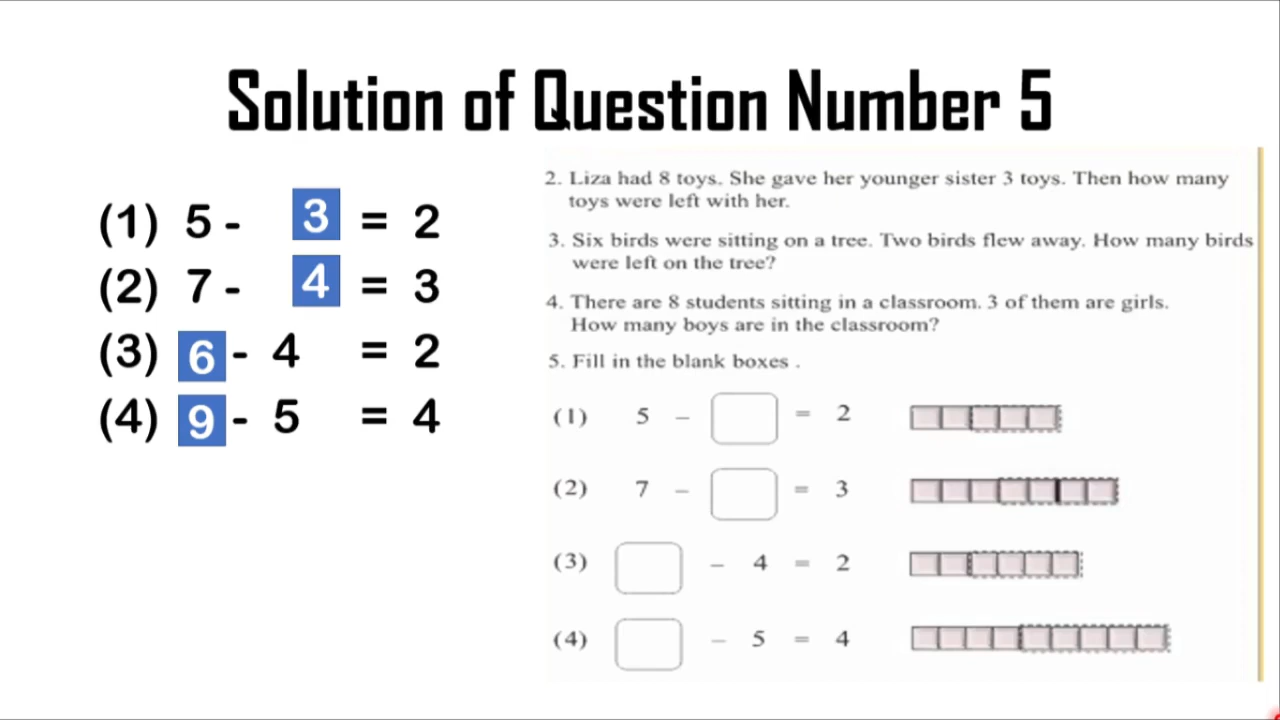 Solution of Question Number 5
(1) 5 - 3 = 2
(2) 7 - 4 = 3
(3) 6 - 4 = 2
(4) 9 - 5 = 4
2. Liza had 8 toys. She gave her younger sister 3 toys. Then how many
toys were left with her.
3. Six birds were sitting on a tree. Two birds flew away. How many birds
were left on the tree?
4. There are 8 students sitting in a classroom. 3 of them are girls.
How many boys are in the classroom?
5. Fill in the blank boxes .
(1) 5 − = 2
(2) 7 − = 3
(3) − 4 = 2
(4) − 5 = 4